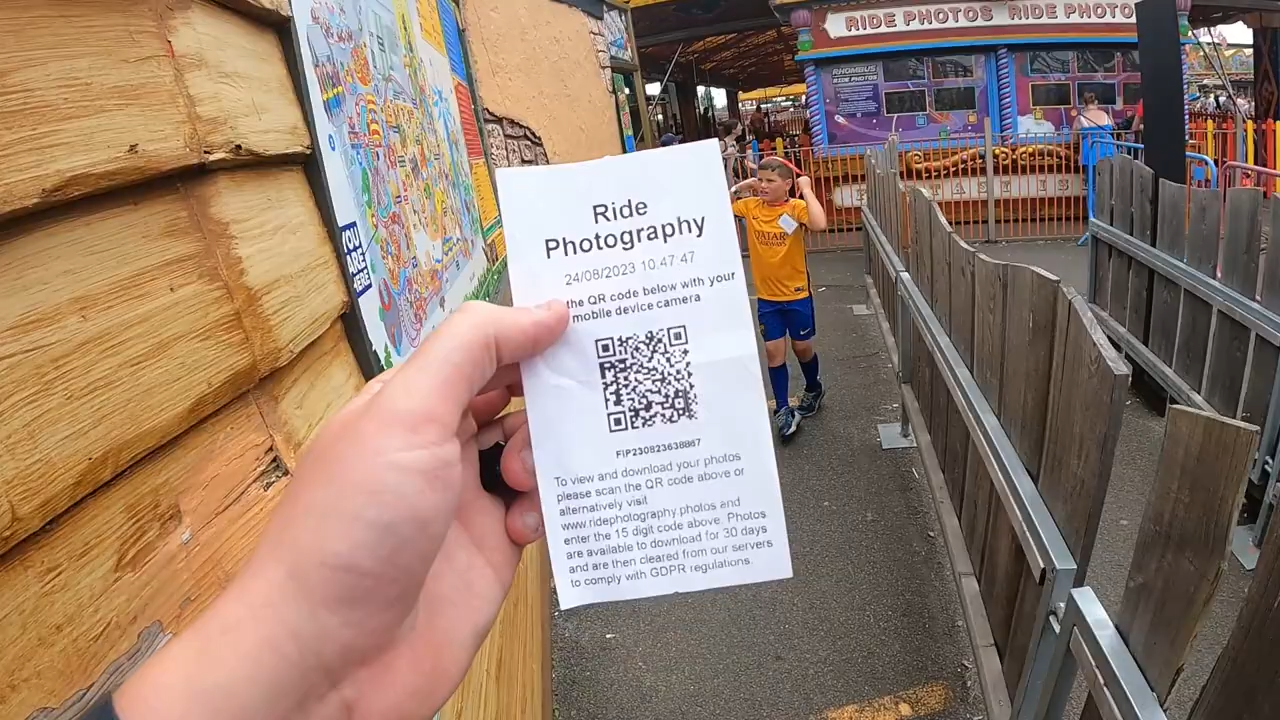 RIDE PHOTOS RIDE PHOTO
RHOMBUS
RIDE PHOTOS
YOU
ARE
HERE
QATAR
AIRWAYS
Ride
Photography
24/08/2023 10:47:47
the QR code below with your
mobile device camera
FIP230823638867
To view and download your photos
please scan the QR code above or
alternatively visit
www.ridephotography.photos and
enter the 15 digit code above. Photos
are available to download for 30 days
and are then cleared from our servers
to comply with GDPR regulations.